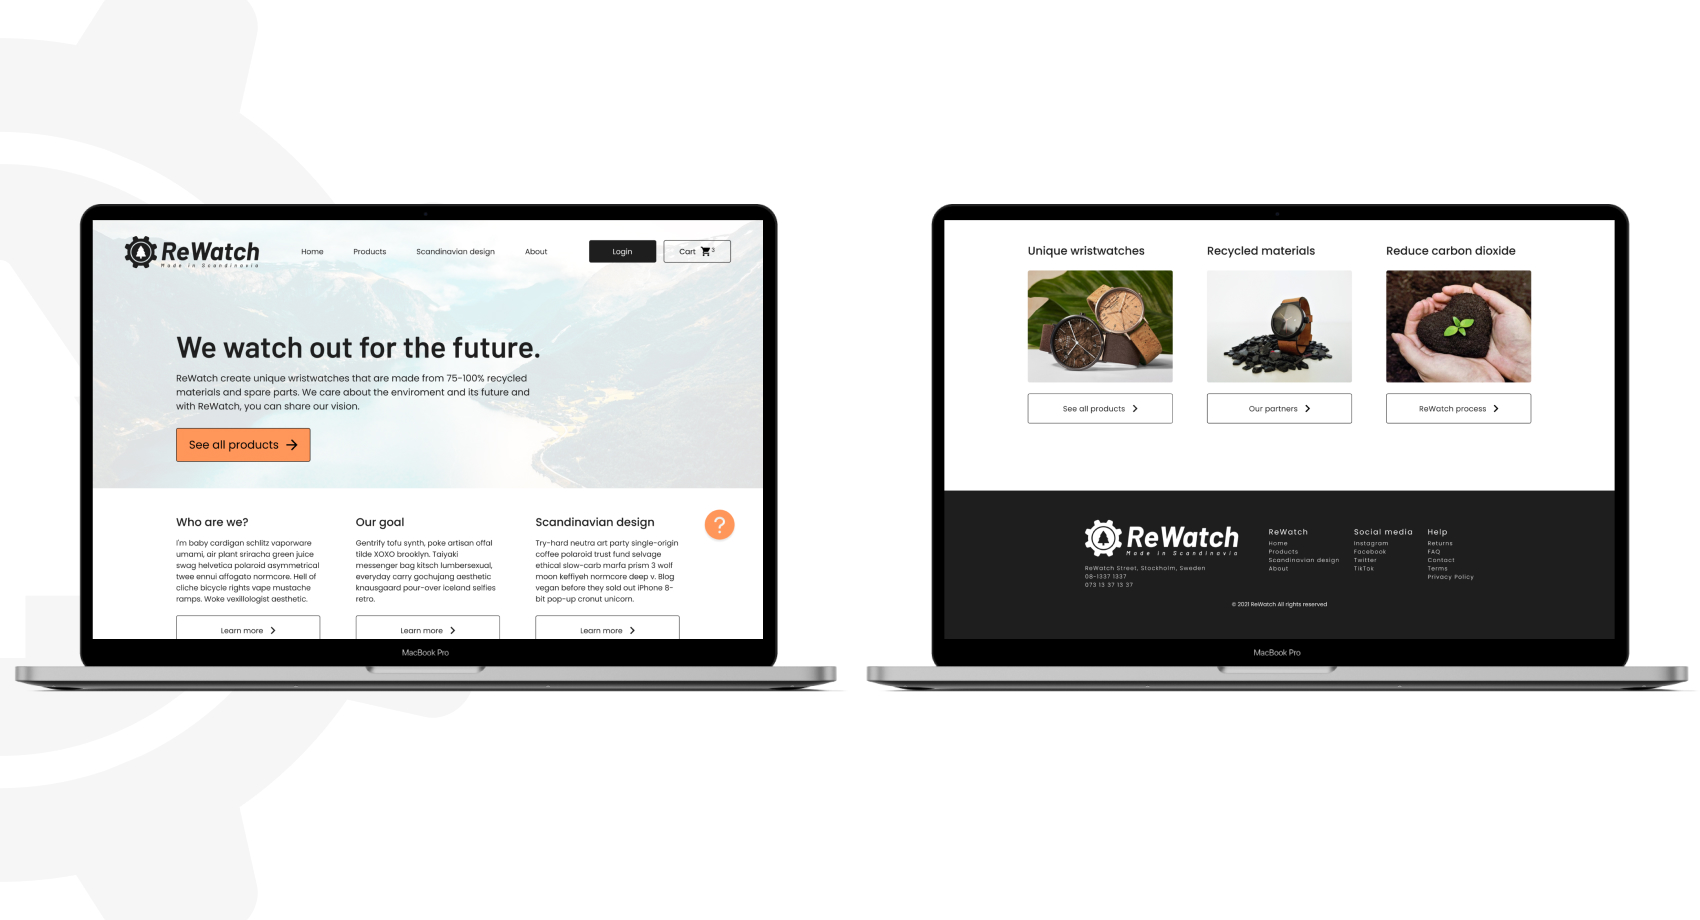 ReWatch
Made in Scandinavia
Home
Products
Scandinavian design
About
Login
Cart 3
We watch out for the future.
ReWatch create unique wristwatches that are made from 75-100% recycled
materials and spare parts. We care about the enviroment and its future and
with ReWatch, you can share our vision.
See all products
Who are we?
I'm baby cardigan schlitz vaporware
umami, air plant sriracha green juice
swag helvetica polaroid asymmetrical
twee ennui affogato normcore. Hell of
cliche bicycle rights vape mustache
ramps. Woke vexillologist aesthetic.
Learn more
Our goal
Gentrify tofu synth, poke artisan offal
tilde XOXO brooklyn. Taiyaki
messenger bag kitsch lumbersexual,
everyday carry gochujang aesthetic
knausgaard pour-over iceland selfies
retro.
Learn more
Scandinavian design
Try-hard neutra art party single-origin
coffee polaroid trust fund selvage
ethical slow-carb marfa prism 3 wolf
moon keffiyeh normcore deep v. Blog
vegan before they sold out iPhone 8-
bit pop-up cronut unicorn.
Learn more
?
MacBook Pro
Unique wristwatches
See all products
Recycled materials
Our partners
Reduce carbon dioxide
ReWatch process
ReWatch
Made in Scandinavia
ReWatch Street, Stockholm, Sweden
08-1337 1337
073 13 37 13 37
ReWatch
Home
Products
Scandinavian design
About
Social media
Instagram
Facebook
Twitter
TikTok
Help
Returns
FAQ
Contact
Terms
Privacy Policy
© 2021 ReWatch All rights reserved
MacBook Pro